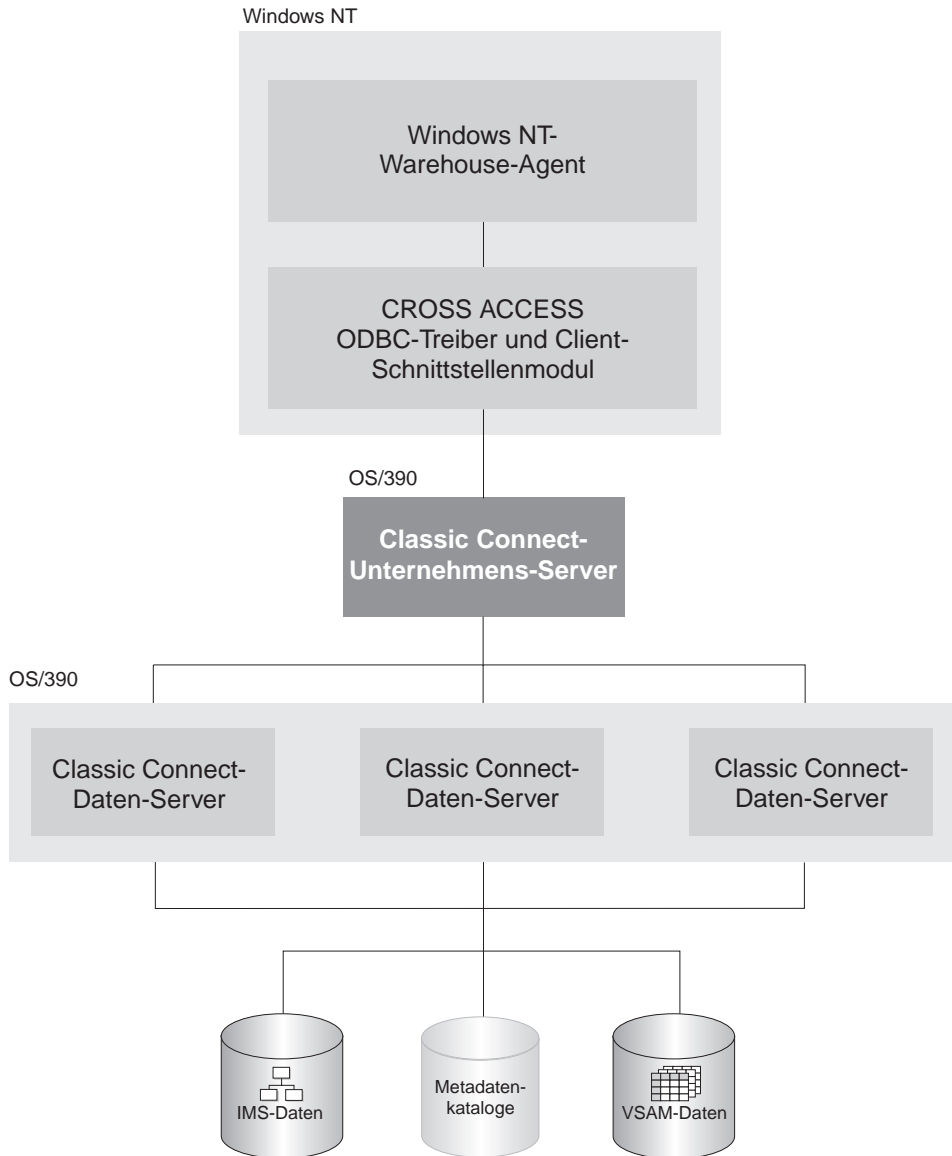 Windows NT
Windows NT-
Warehouse-Agent
CROSS ACCESS
ODBC-Treiber und Client-
Schnittstellenmodul
OS/390
Classic Connect-
Unternehmens-Server
OS/390
Classic Connect-
Daten-Server
Classic Connect-
Daten-Server
Classic Connect-
Daten-Server
IMS-Daten
Metadaten-
kataloge
VSAM-Daten